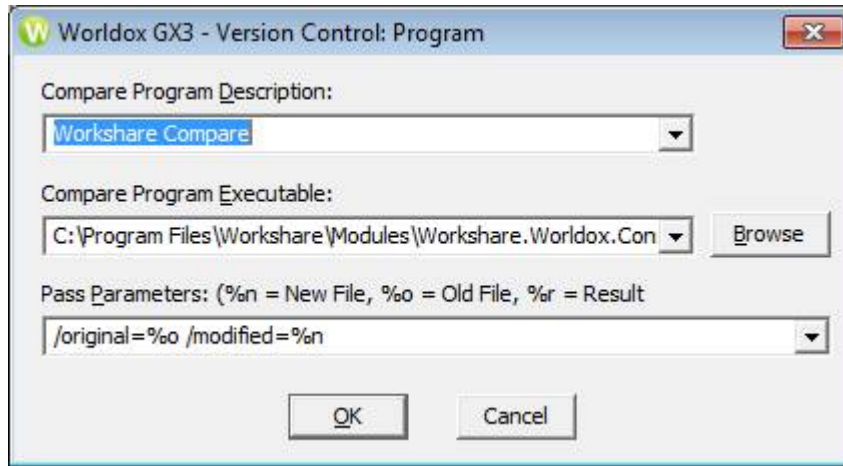 Worldox GX3 - Version Control: Program
Compare Program Description:
Workshare Compare
Compare Program Executable:
C:\Program Files\Workshare\Modules\Workshare.Worldox.Con
Browse
Pass Parameters: (%n = New File, %o = Old File, %r = Result
/original=%o /modified=%n
OK Cancel